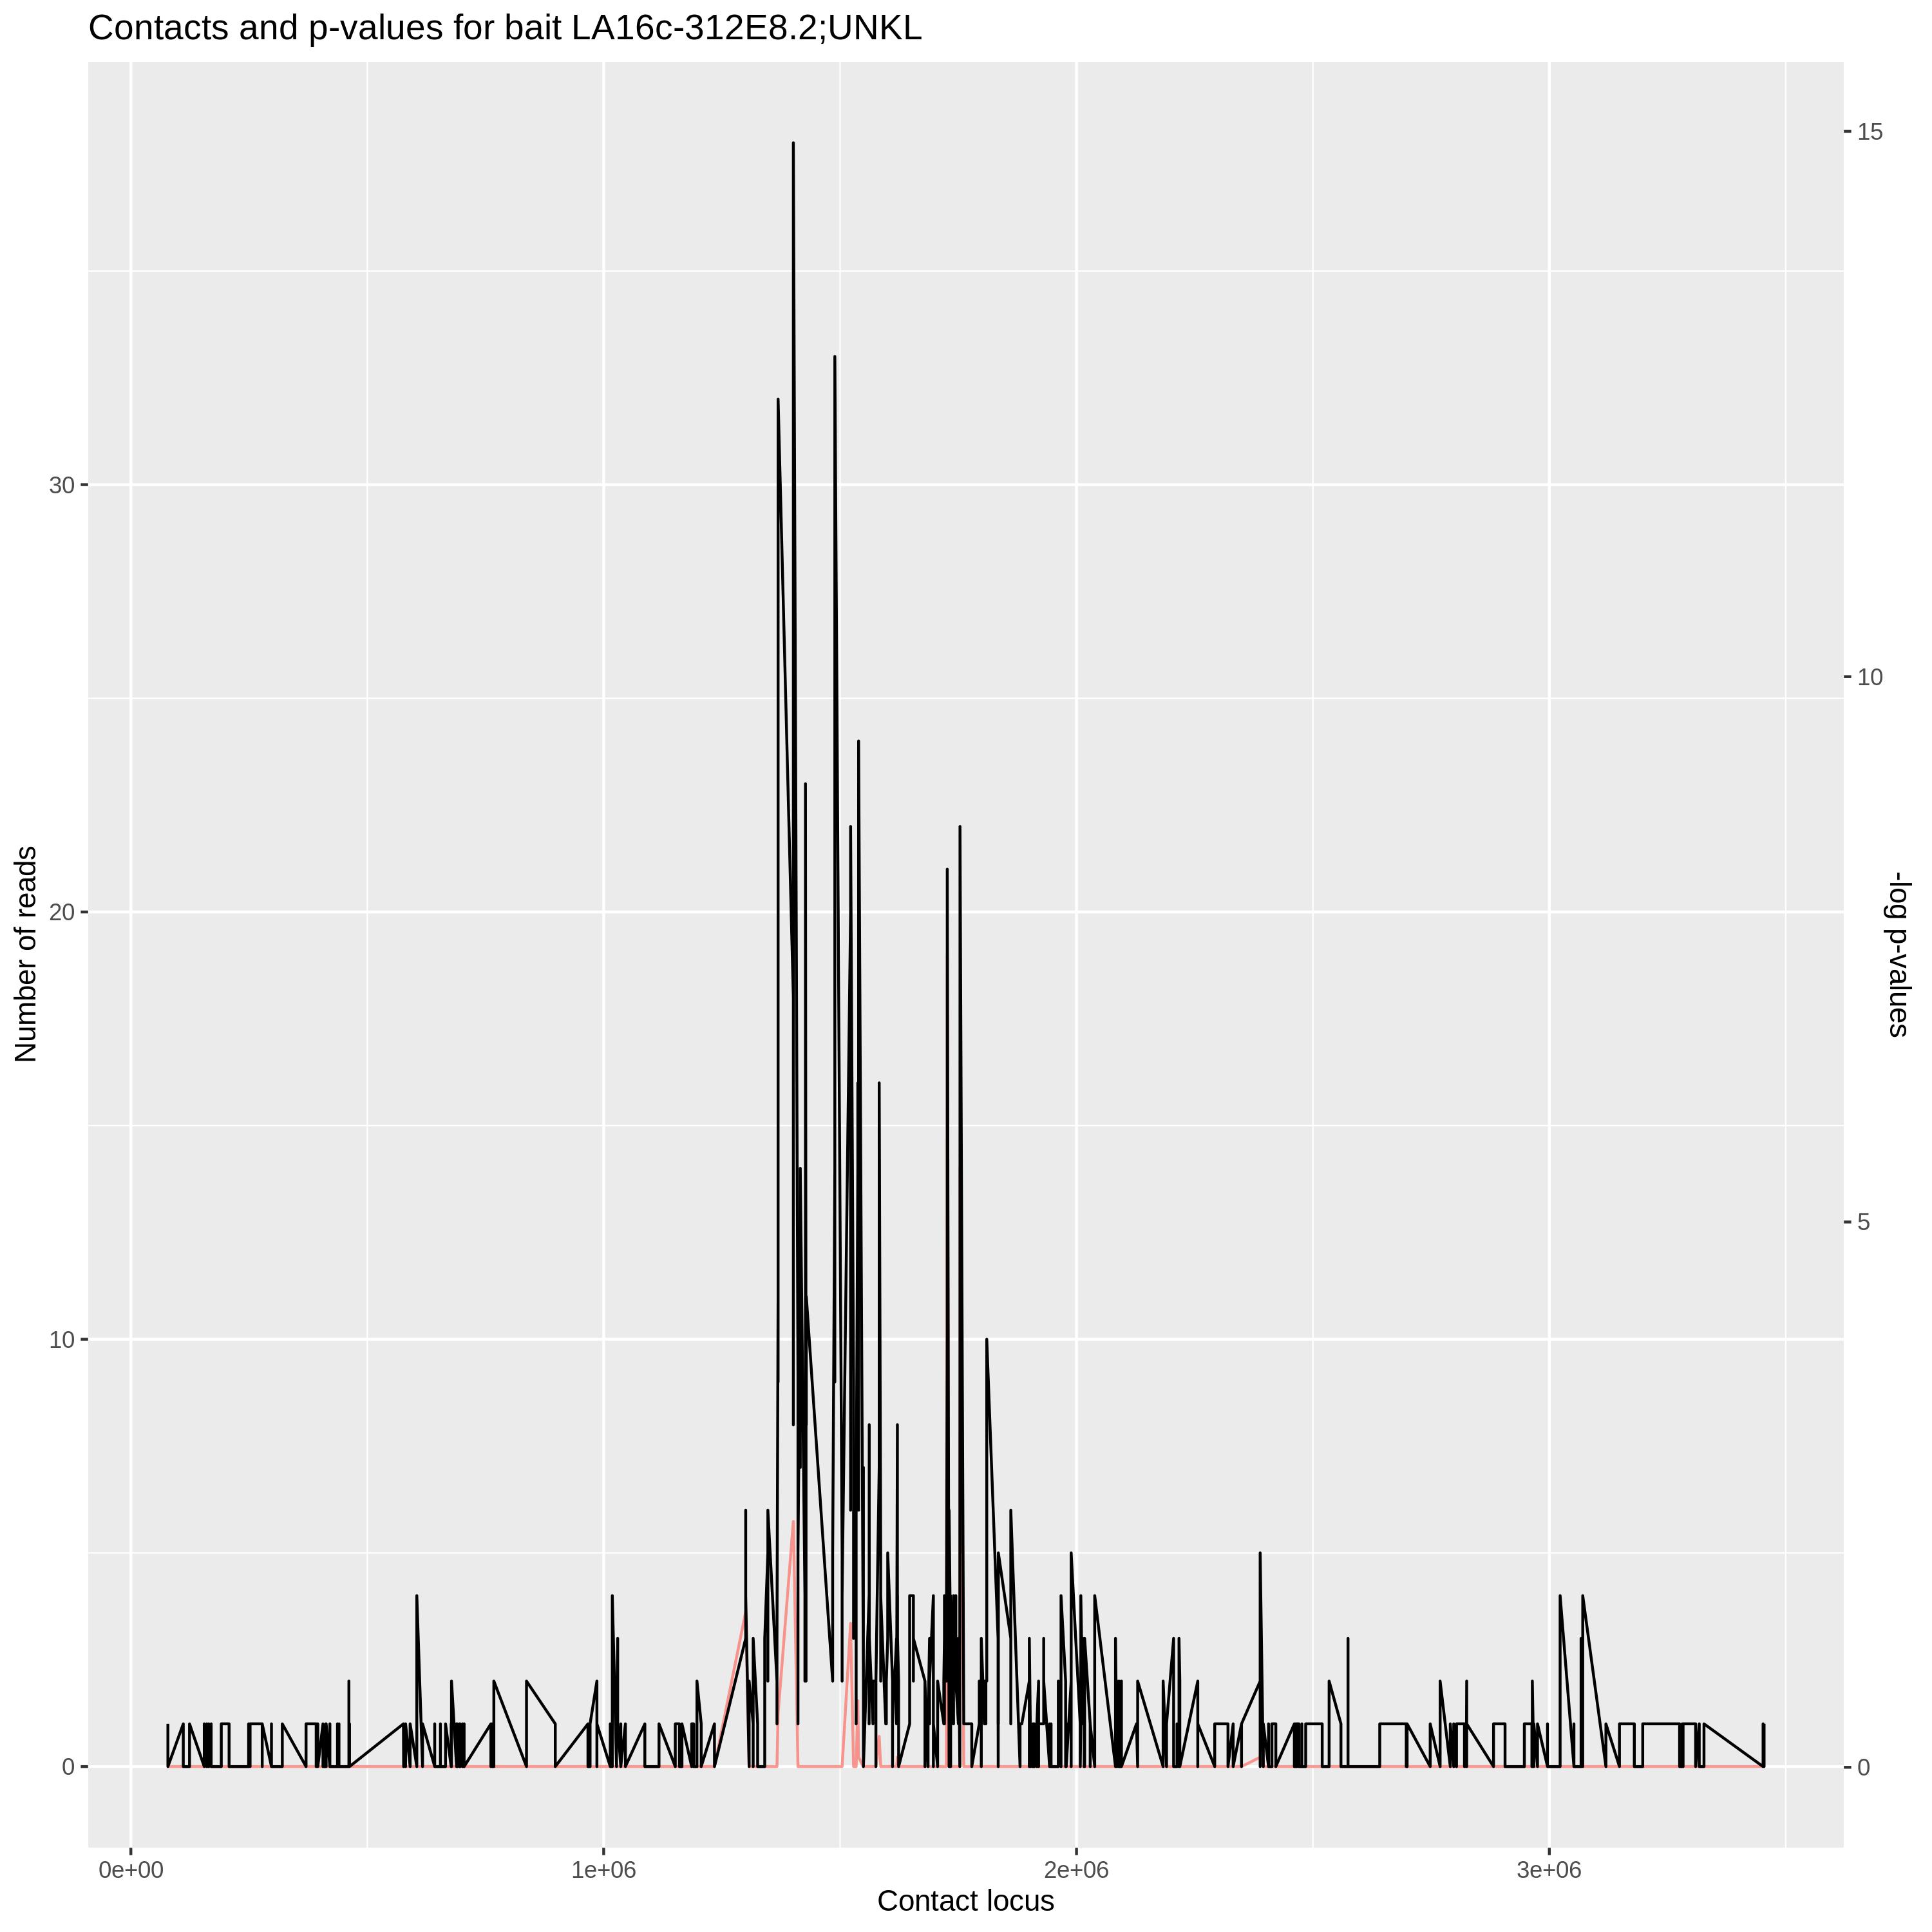 Contacts and p-values for bait LA16c-312E8.2;UNKL
15
30
10
20
Number of reads
-log p-values
5
10
0
0
0e+00 1e+06 2e+06 3e+06
Contact locus